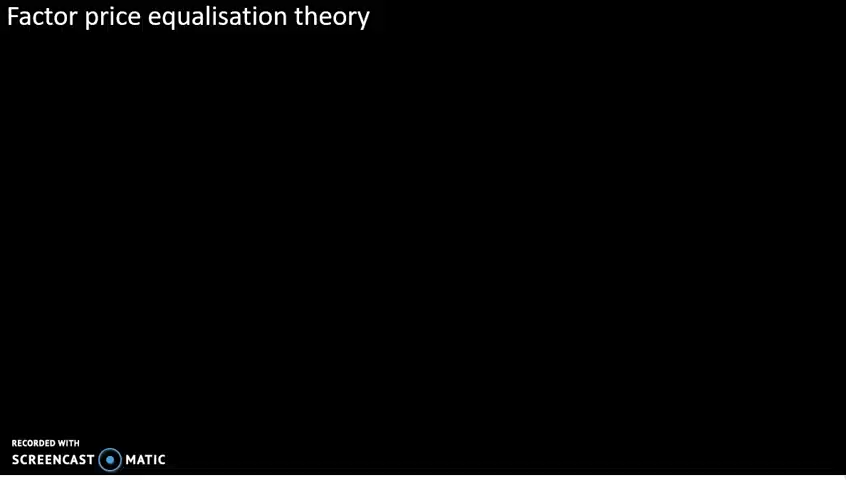 Factor price equalisation theory
RECORDED WITH
SCREENCAST MATIC